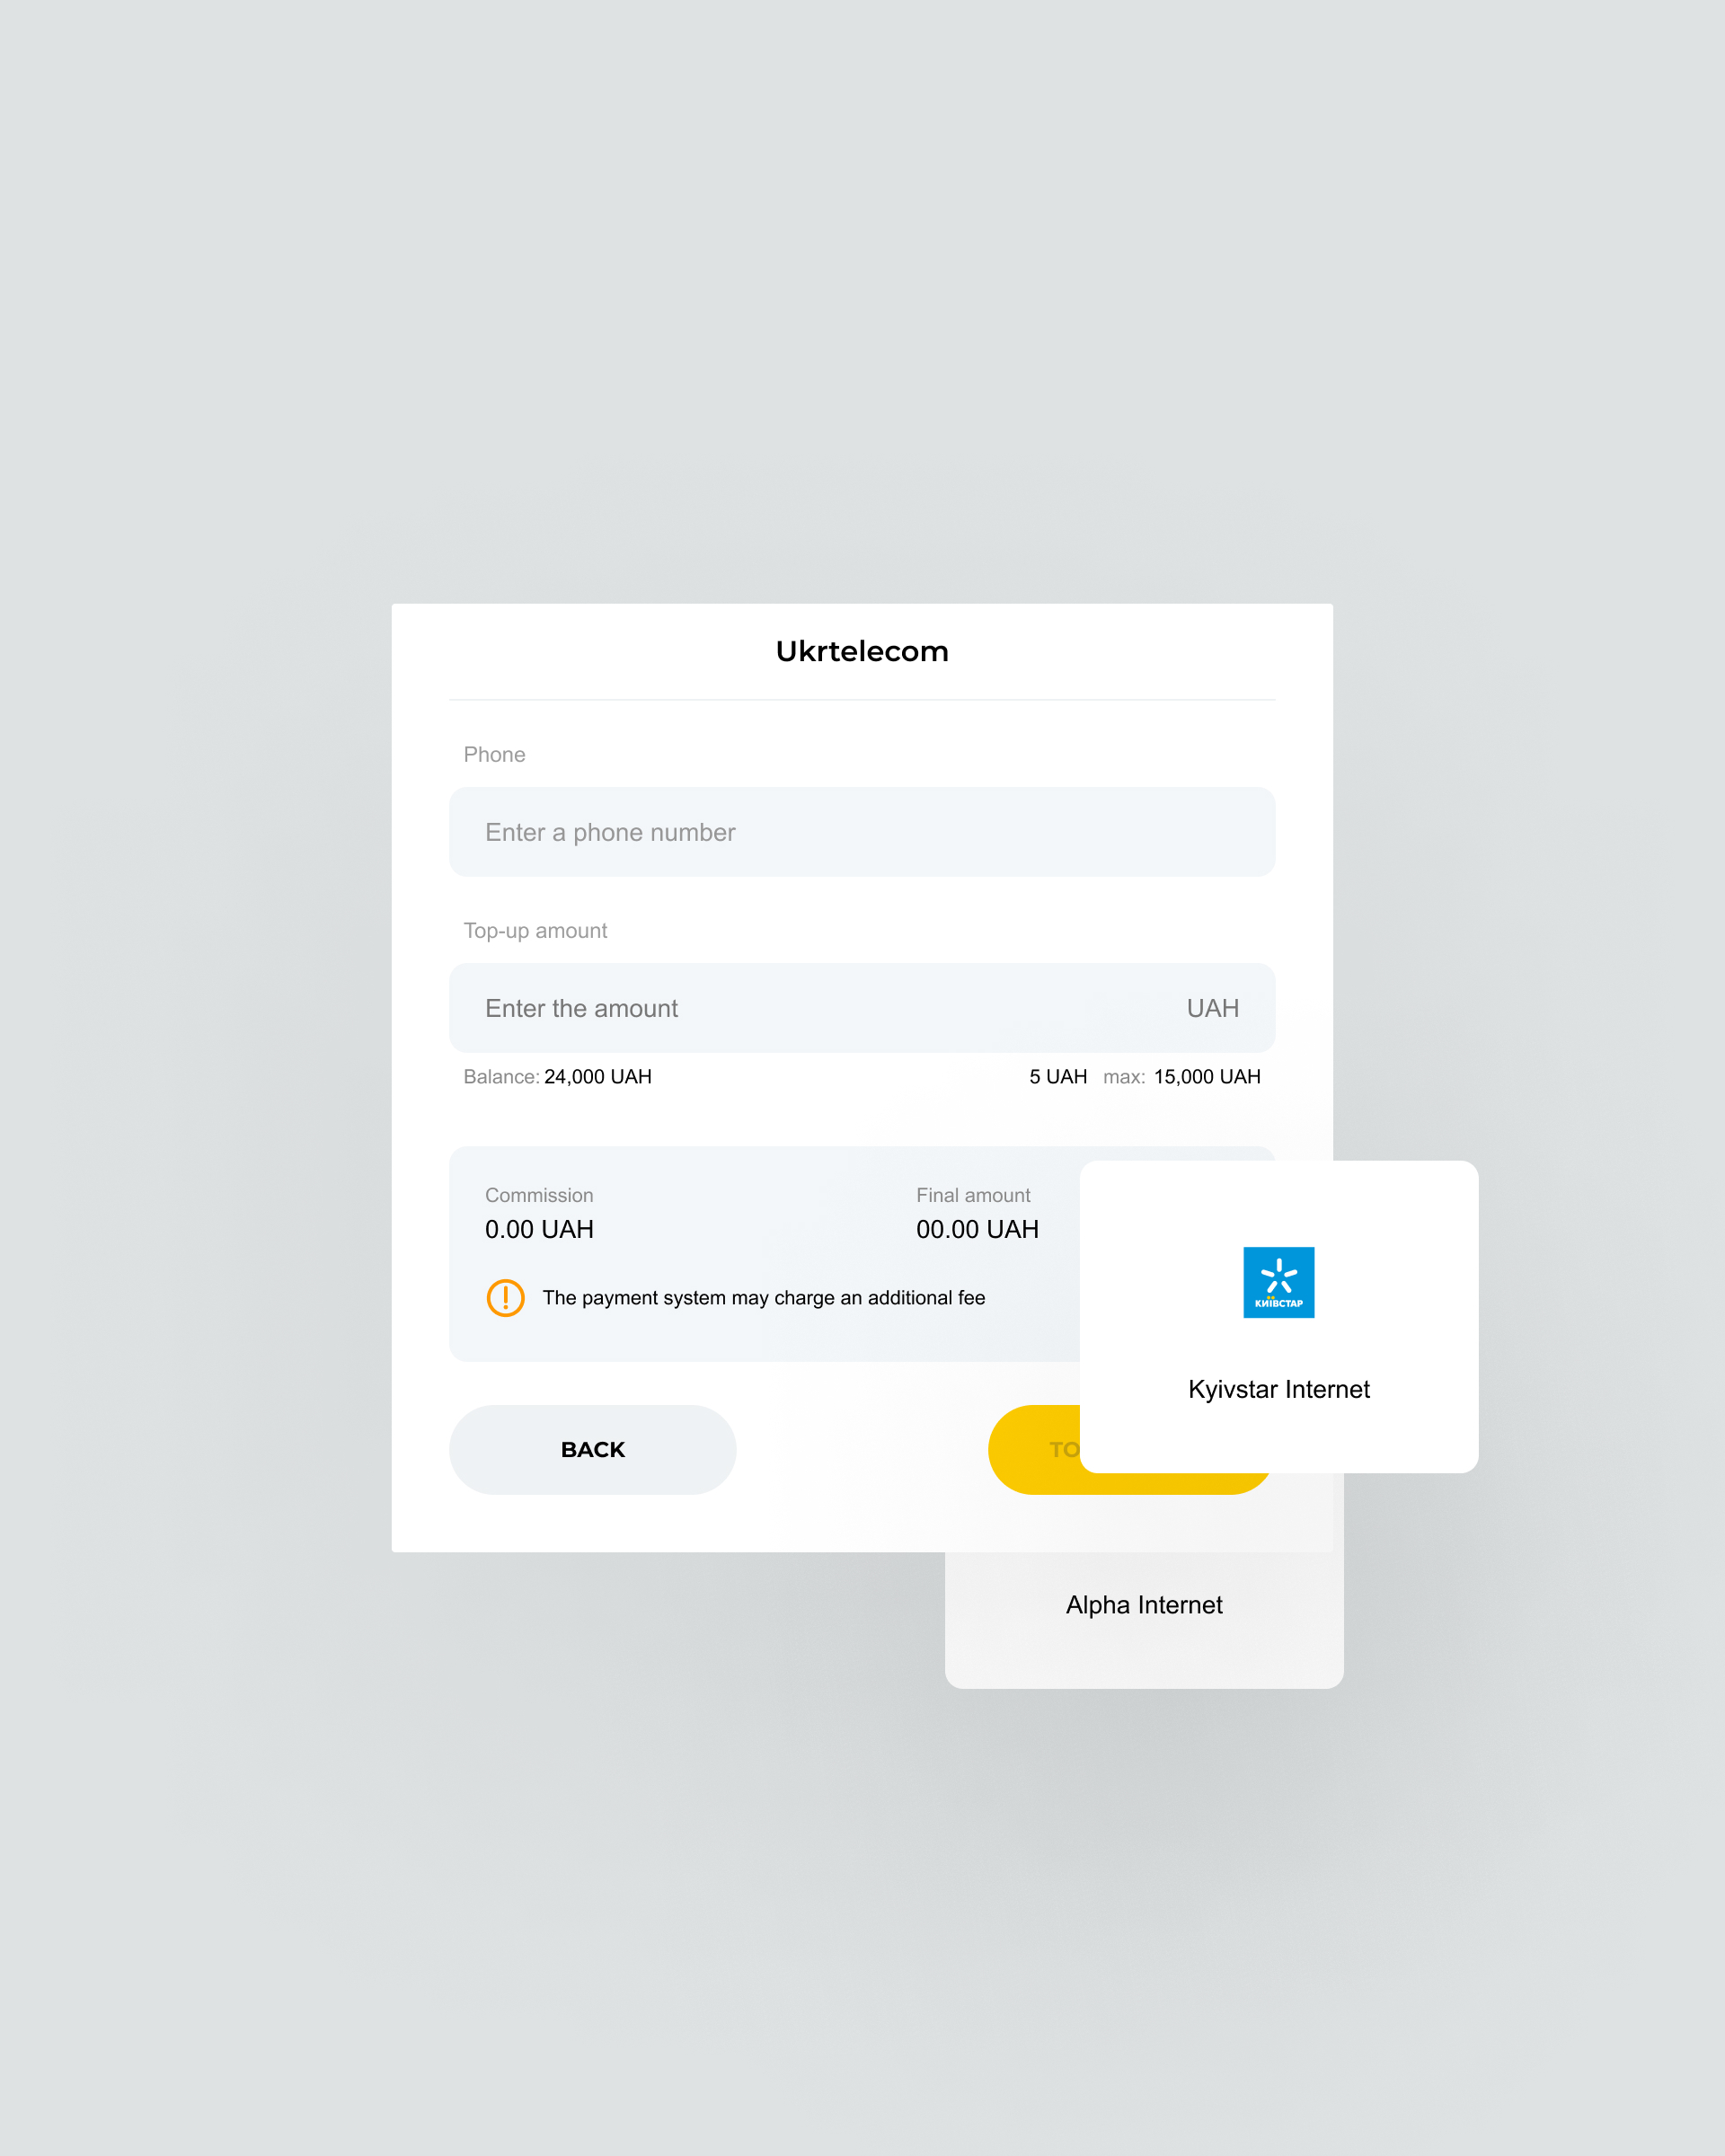 Ukrtelecom
Phone
Enter a phone number
Top-up amount
Enter the amount UAH
Balance: 24,000 UAH 5 UAH max: 15,000 UAH
Commission Final amount
0.00 UAH 00.00 UAH
The payment system may charge an additional fee
КИЇВСТАР
Kyivstar Internet
BACK
Alpha Internet